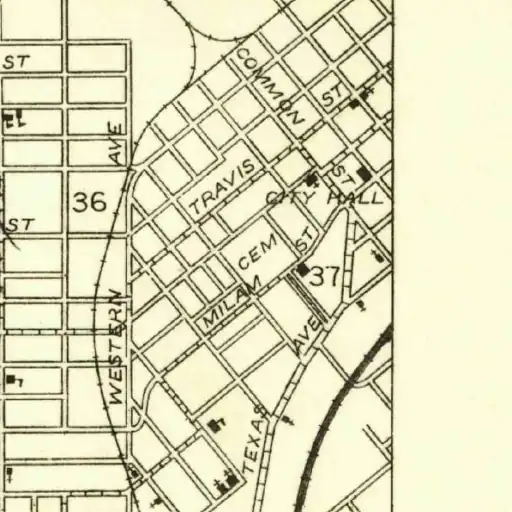 ST
COMMON
ST
AVE
36
TRAVIS
ST
CITY HALL
ST
CEM
ST
37
MILAM
WESTERN
AVE
TEXAS